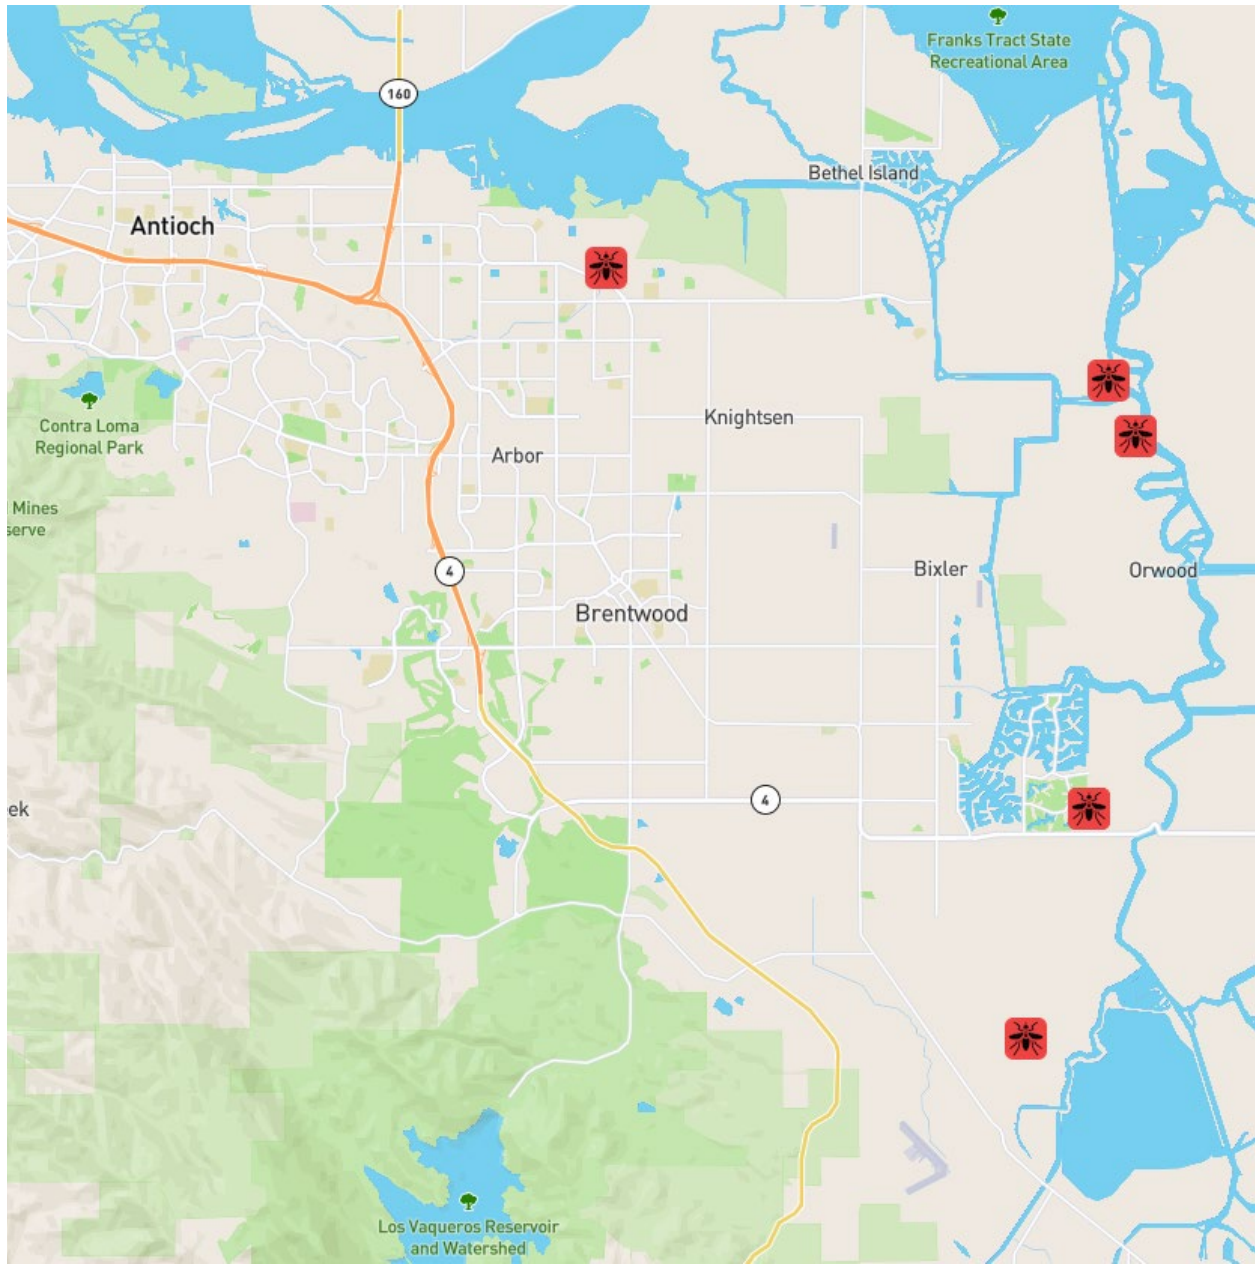 Franks Tract State
Recreational Area
160
Bethel Island
Antioch
Contra Loma
Regional Park
Knightsen
Arbor
Mines
serve
4
Bixler
Orwood
Brentwood
4
ek
Los Vaqueros Reservoir
and Watershed